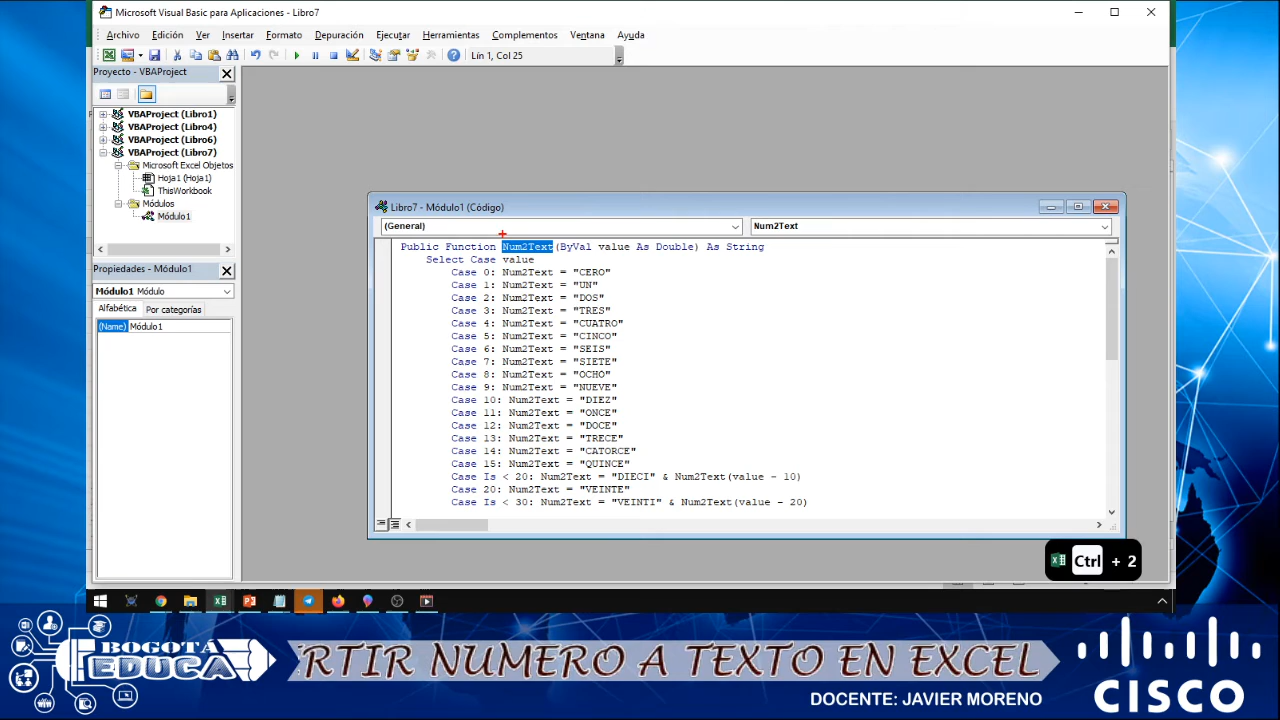 Microsoft Visual Basic para Aplicaciones - Libro7
Archivo Edición Ver Insertar Formato Depuración Ejecutar Herramientas Complementos Ventana Ayuda
Lín 1, Col 25
Proyecto - VBAProject
VBAProject (Libro1)
VBAProject (Libro4)
VBAProject (Libro6)
VBAProject (Libro7)
Microsoft Excel Objetos
Hoja1 (Hoja1)
ThisWorkbook
Módulos
Módulo1
Propiedades - Módulo1
Módulo1 Módulo
Alfabética Por categorías
(Name) Módulo1
Libro7 - Módulo1 (Código)
(General) Num2Text
Public Function Num2Text(ByVal value As Double) As String
Select Case value
Case 0: Num2Text = "CERO"
Case 1: Num2Text = "UN"
Case 2: Num2Text = "DOS"
Case 3: Num2Text = "TRES"
Case 4: Num2Text = "CUATRO"
Case 5: Num2Text = "CINCO"
Case 6: Num2Text = "SEIS"
Case 7: Num2Text = "SIETE"
Case 8: Num2Text = "OCHO"
Case 9: Num2Text = "NUEVE"
Case 10: Num2Text = "DIEZ"
Case 11: Num2Text = "ONCE"
Case 12: Num2Text = "DOCE"
Case 13: Num2Text = "TRECE"
Case 14: Num2Text = "CATORCE"
Case 15: Num2Text = "QUINCE"
Case Is < 20: Num2Text = "DIECI" & Num2Text(value - 10)
Case 20: Num2Text = "VEINTE"
Case Is < 30: Num2Text = "VEINTI" & Num2Text(value - 20)
Ctrl + 2
BOGOTÁ
EDUCA
RTIR NUMERO A TEXTO EN EXCEL
DOCENTE: JAVIER MORENO
CISCO